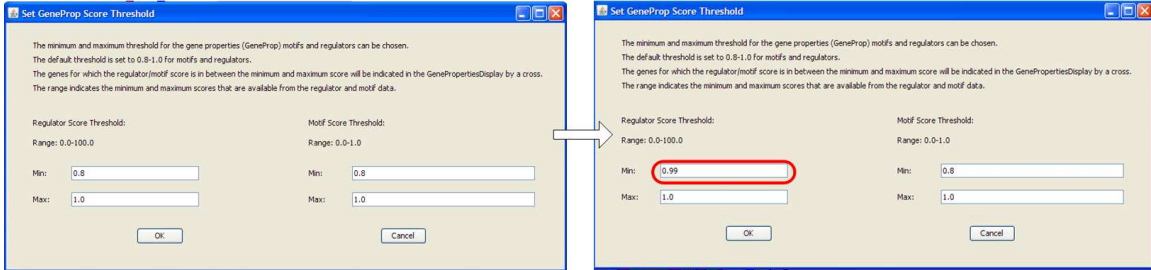 Set GeneProp Score Threshold
The minimum and maximum threshold for the gene properties (GeneProp) motifs and regulators can be chosen.
The default threshold is set to 0.8-1.0 for motifs and regulators.
The genes for which the regulator/motif score is in between the minimum and maximum score will be indicated in the GenePropertiesDisplay by a cross.
The range indicates the minimum and maximum scores that are available from the regulator and motif data.
Regulator Score Threshold: Motif Score Threshold:
Range: 0.0-100.0 Range: 0.0-1.0
Min: 0.8 Min: 0.8
Max: 1.0 Max: 1.0
OK Cancel
Set GeneProp Score Threshold
The minimum and maximum threshold for the gene properties (GeneProp) motifs and regulators can be chosen.
The default threshold is set to 0.8-1.0 for motifs and regulators.
The genes for which the regulator/motif score is in between the minimum and maximum score will be indicated in the GenePropertiesDisplay by a cross.
The range indicates the minimum and maximum scores that are available from the regulator and motif data.
Regulator Score Threshold: Motif Score Threshold:
Range: 0.0-100.0 Range: 0.0-1.0
Min: 0.99 Min: 0.8
Max: 1.0 Max: 1.0
OK Cancel